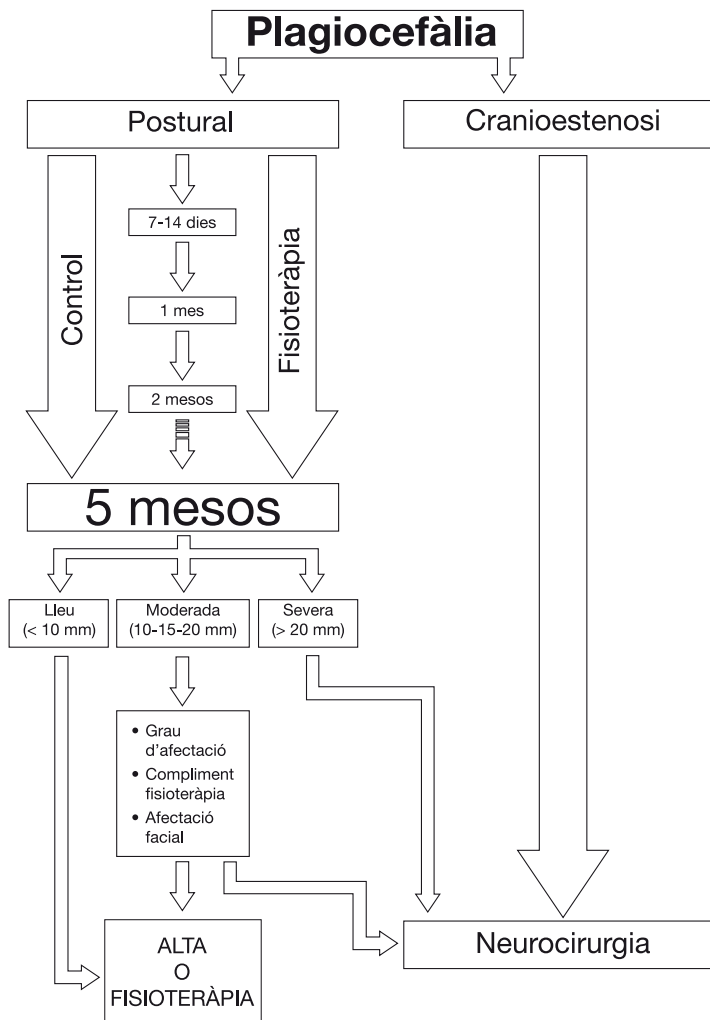 Plagiocefàlia
Postural
Cranioestenosi
Control
7-14 dies
1 mes
2 mesos
Fisioteràpia
5 mesos
Lleu
(< 10 mm)
Moderada
(10-15-20 mm)
Severa
(> 20 mm)
• Grau
d’afectació
• Compliment
fisioteràpia
• Afectació
facial
ALTA
O
FISIOTERÀPIA
Neurocirurgia